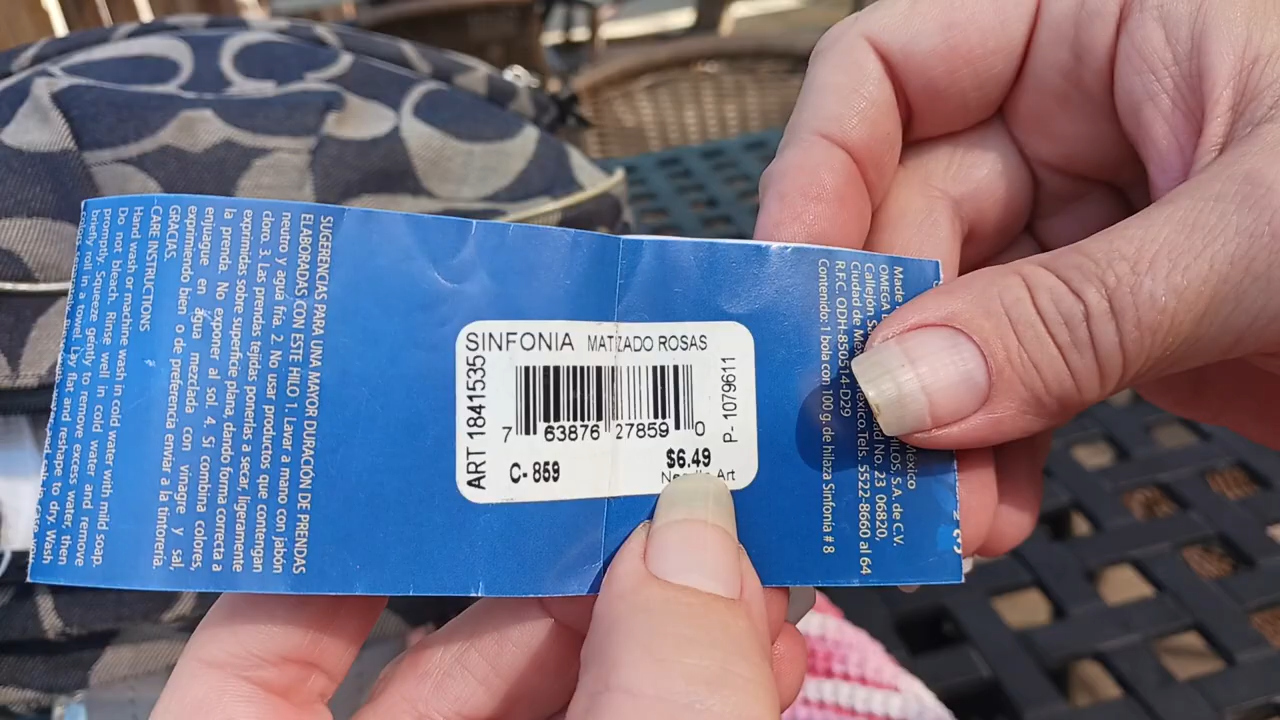 SINFONIA MATIZADO ROSAS
ART 1841535
7 63876 27859 0
P- 1079611
C- 859
$6.49
Art
SUGERENCIAS PARA UNA MAYOR DURACIÓN DE PRENDAS
ELABORADAS CON ESTE HILO 1. Lavar a mano con jabón
neutro y agua fría. 2. No usar productos que contengan
cloro. 3. Las prendas tejidas ponerlas a secar, ligeramente
exprimidas sobre superficie plana, dando forma correcta a
la prenda. No exponer al sol. 4. Si combina colores,
enjuague en agua mezclada con vinagre y sal,
exprimiendo bien o de preferencia enviar a la tintorería.
GRACIAS.
CARE INSTRUCTIONS
Hand wash or machine wash in cold water with mild soap.
Do not bleach. Rinse well in cold water and remove
promptly. Squeeze gently to remove excess water, then
briefly roll in a towel. Lay flat and reshape to dry. Wash
Made México
OMEGA HILOS, S.A. de C.V.
Callejón No. 23 06820,
Ciudad de México, Tels. 5522-8660 al 64
R.F.C. ODH-850514-D29
Contenido: 1 bola con 100 g. de hilaza Sinfonía # 8